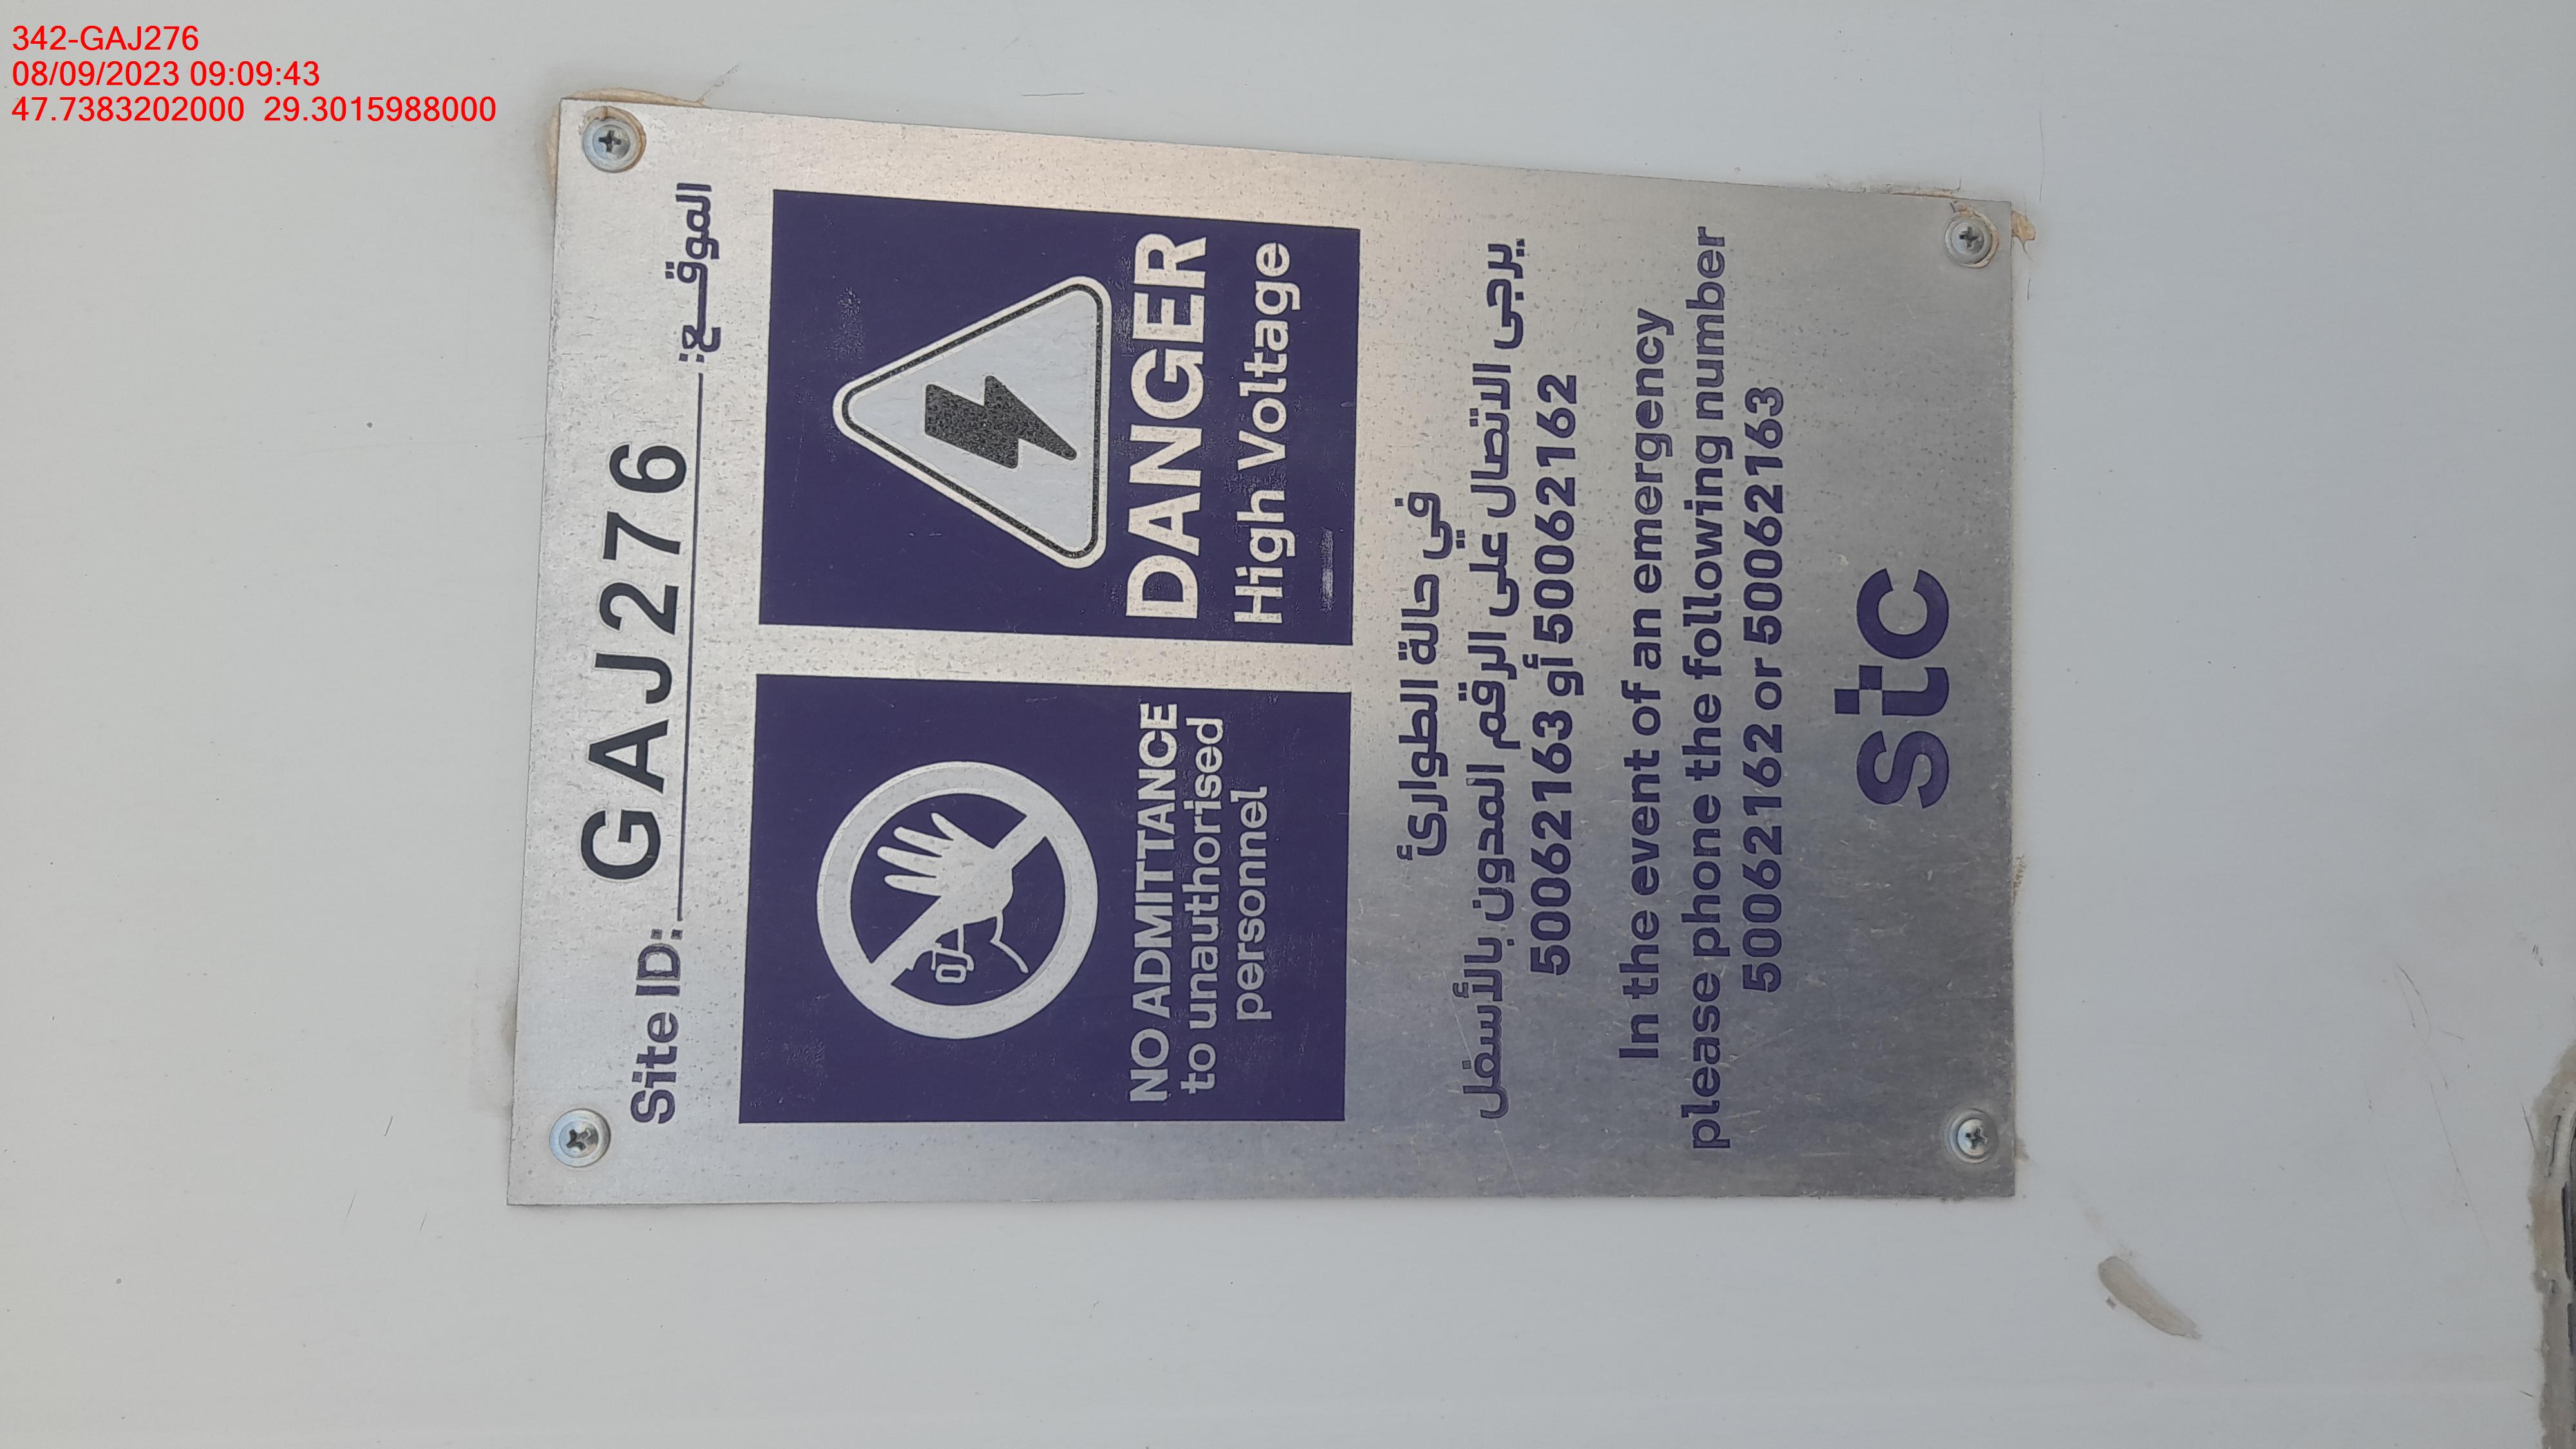 342-GAJ276
08/09/2023 09:09:43
47.7383202000 29.3015988000
Site ID: GAJ276 الموقـع:
NO ADMITTANCE
to unauthorised
personnel
DANGER
High Voltage
في حالة الطوارئ
يرجى الاتصال على الرقم المدون بالأسفل
50062163 أو 50062162
In the event of an emergency
please phone the following number
50062162 or 50062163
stc